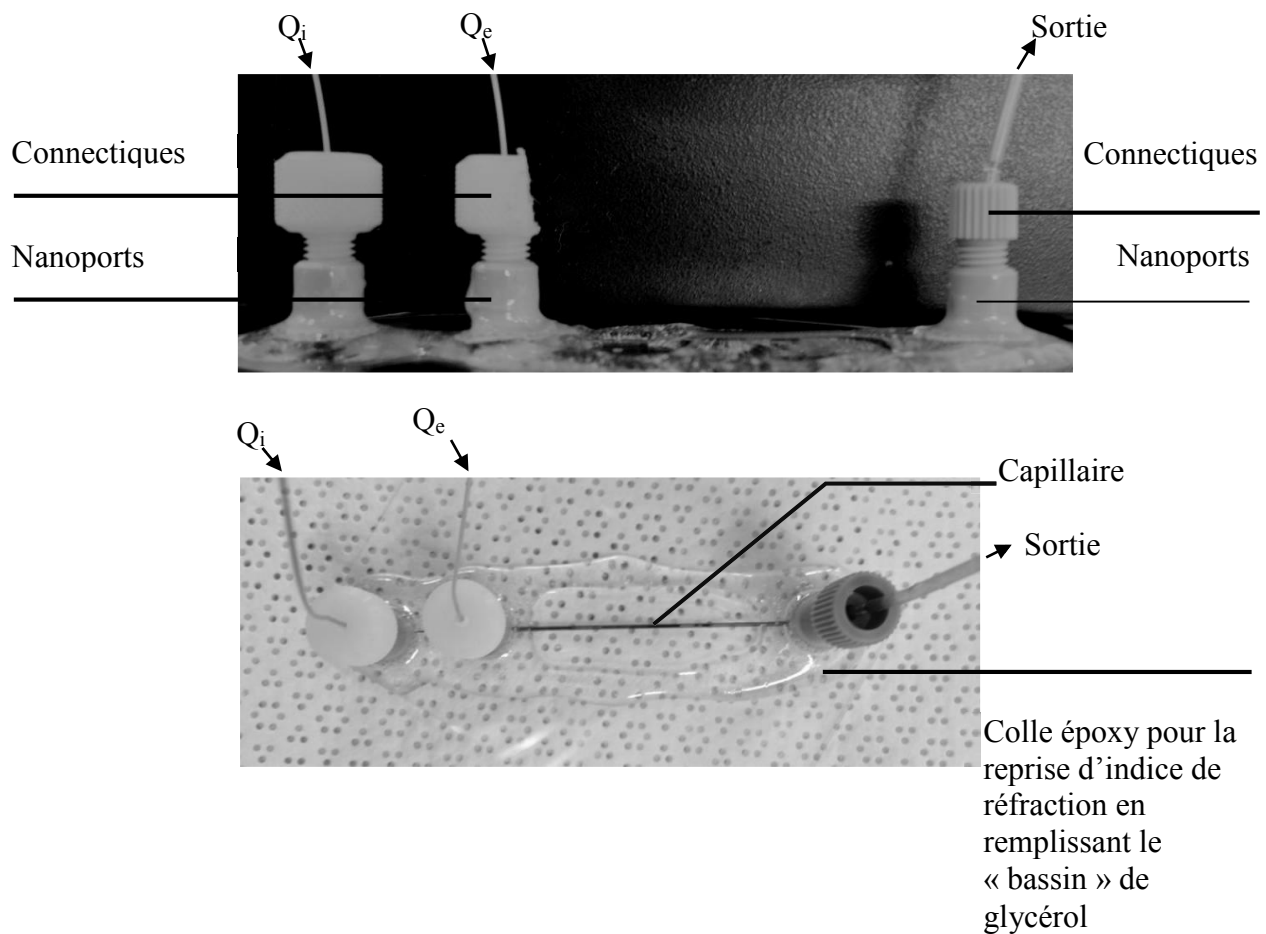 Qi
Qe
Sortie
Connectiques
Connectiques
Nanoports
Nanoports
Qi
Qe
Capillaire
Sortie
Colle époxy pour la
reprise d’indice de
réfraction en
remplissant le
« bassin » de
glycérol